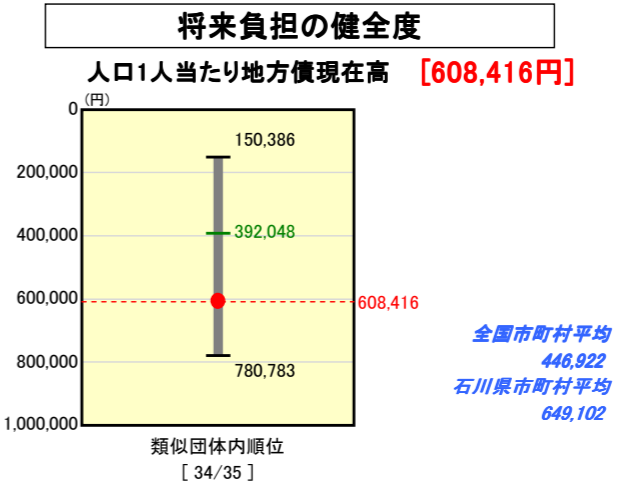 将来負担の健全度
人口1人当たり地方債現在高 [608,416円]
(円)
0
150,386
200,000
400,000
392,048
600,000
608,416
全国市町村平均
446,922
800,000
780,783
石川県市町村平均
649,102
1,000,000
類似団体内順位
[ 34/35 ]